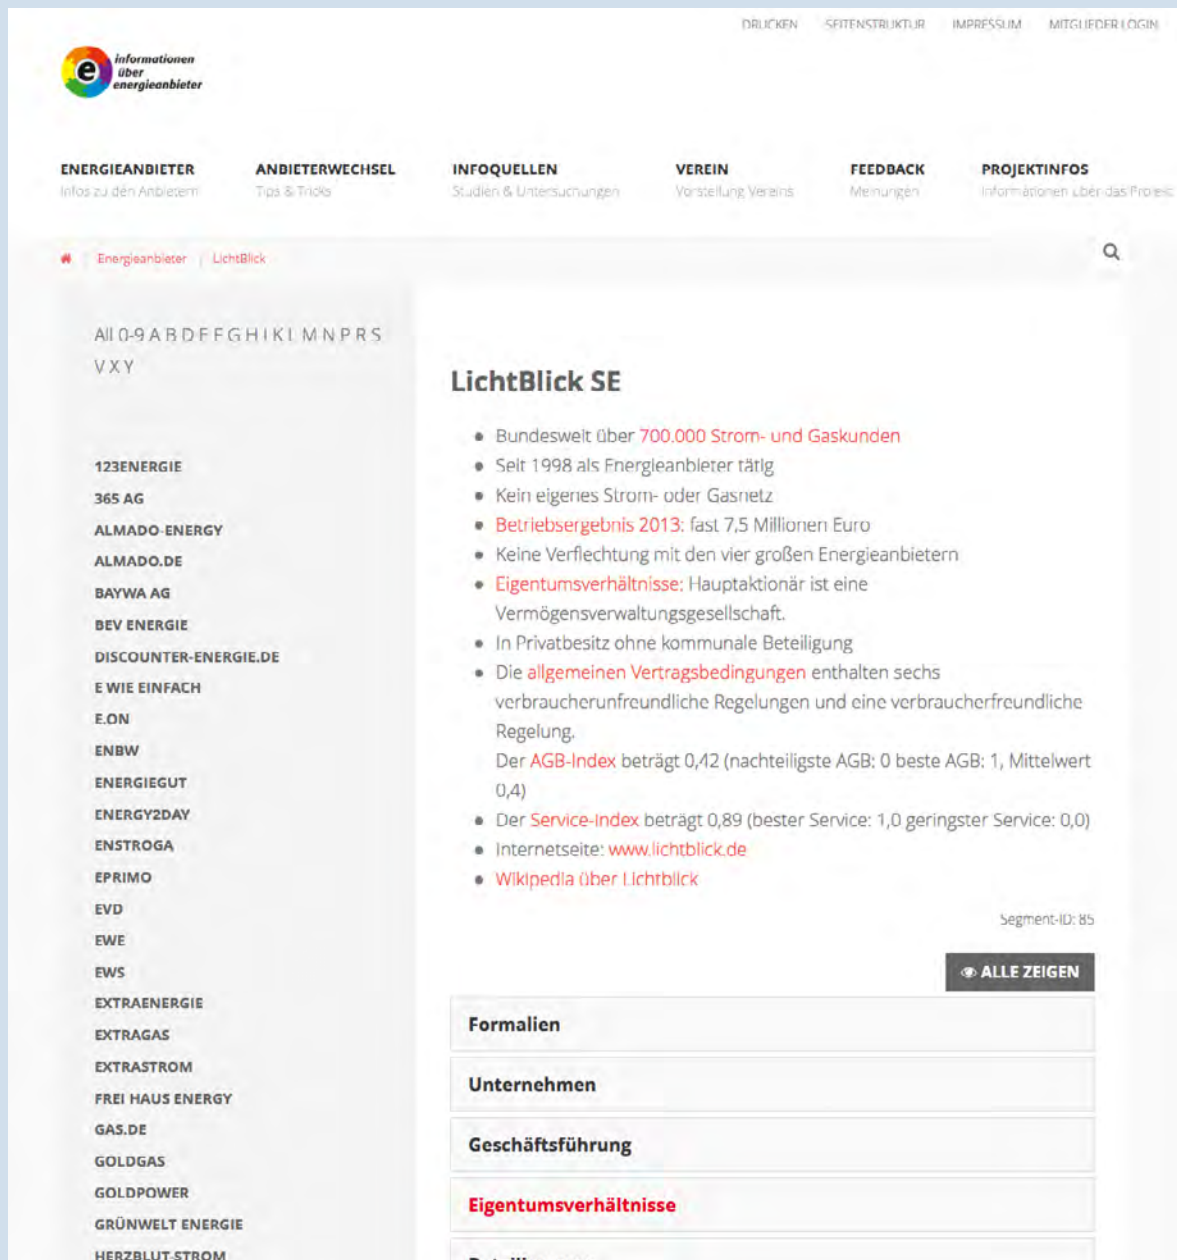 DRUCKEN SEITENSTRUKTUR IMPRESSUM MITGLIEDER LOGIN
e informationen
über
energieanbieter
ENERGIEANBIETER ANBIETERWECHSEL INFOQUELLEN VEREIN FEEDBACK PROJEKTINFOS
Infos zu den Anbietern Tips & Tricks Studien & Untersuchungen Vorstellung Vereins Meinungen Informationen über das Projekt
Energieanbieter | LichtBlick
All 0-9 A B D E F G H I K L M N P R S
V X Y
123ENERGIE
365 AG
ALMADO-ENERGY
ALMADO.DE
BAYWA AG
BEV ENERGIE
DISCOUNTER-ENERGIE.DE
E WIE EINFACH
E.ON
ENBW
ENERGIEGUT
ENERGY2DAY
ENSTROGA
EPRIMO
EVD
EWE
EWS
EXTRAENERGIE
EXTRAGAS
EXTRASTROM
FREI HAUS ENERGY
GAS.DE
GOLDGAS
GOLDPOWER
GRÜNWELT ENERGIE
HERZBLUT-STROM
LichtBlick SE
Bundesweit über 700.000 Strom- und Gaskunden
Seit 1998 als Energieanbieter tätig
Kein eigenes Strom- oder Gasnetz
Betriebsergebnis 2013: fast 7,5 Millionen Euro
Keine Verflechtung mit den vier großen Energieanbietern
Eigentumsverhältnisse: Hauptaktionär ist eine
Vermögensverwaltungsgesellschaft.
In Privatbesitz ohne kommunale Beteiligung
Die allgemeinen Vertragsbedingungen enthalten sechs
verbraucherunfreundliche Regelungen und eine verbraucherfreundliche
Regelung.
Der AGB-Index beträgt 0,42 (nachteiligste AGB: 0 beste AGB: 1, Mittelwert
0,4)
Der Service-Index beträgt 0,89 (bester Service: 1,0 geringster Service: 0,0)
Internetseite: www.lichtblick.de
Wikipedia über Lichtblick
Segment-ID: 85
ALLE ZEIGEN
Formalien
Unternehmen
Geschäftsführung
Eigentumsverhältnisse